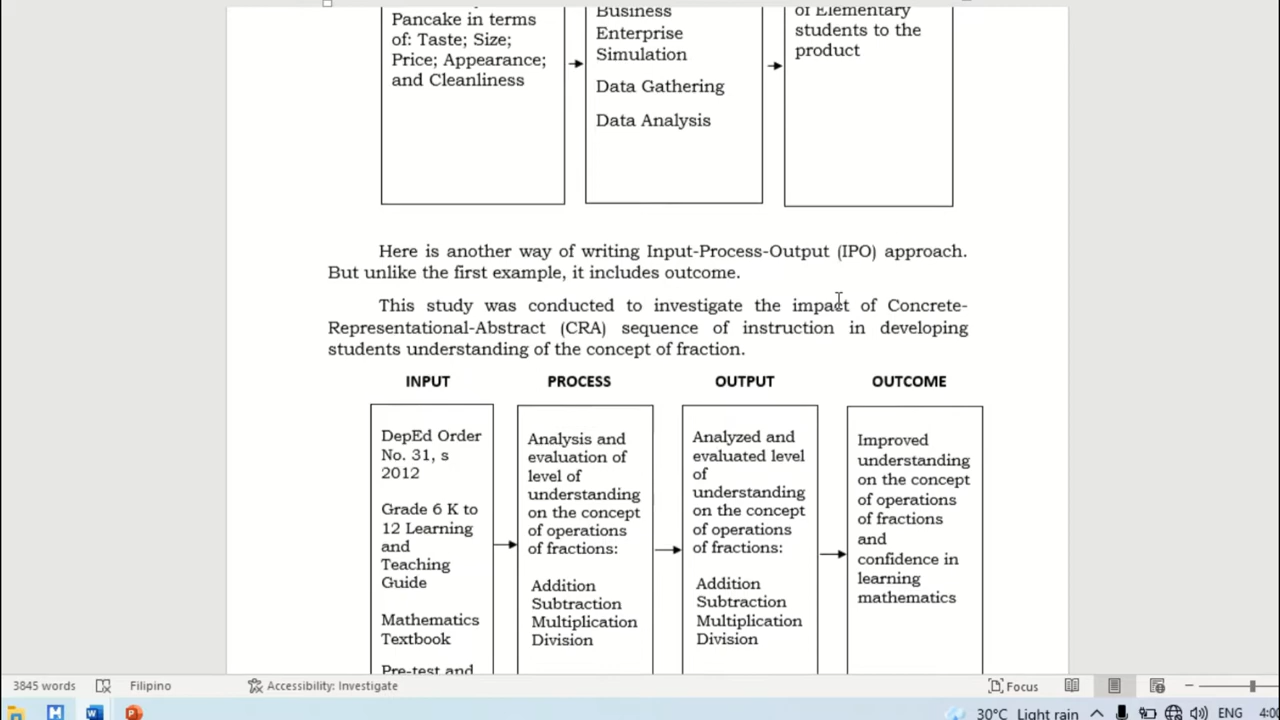 Pancake in terms
of: Taste; Size;
Price; Appearance;
and Cleanliness
Business
Enterprise
Simulation
Data Gathering
Data Analysis
of Elementary
students to the
product
Here is another way of writing Input-Process-Output (IPO) approach.
But unlike the first example, it includes outcome.
This study was conducted to investigate the impact of Concrete-
Representational-Abstract (CRA) sequence of instruction in developing
students understanding of the concept of fraction.
INPUT
DepEd Order
No. 31, s
2012
Grade 6 K to
12 Learning
and
Teaching
Guide
Mathematics
Textbook
Pre-test and
PROCESS
Analysis and
evaluation of
level of
understanding
on the concept
of operations
of fractions:
Addition
Subtraction
Multiplication
Division
OUTPUT
Analyzed and
evaluated level
of
understanding
on the concept
of operations
of fractions:
Addition
Subtraction
Multiplication
Division
OUTCOME
Improved
understanding
on the concept
of operations
of fractions
and
confidence in
learning
mathematics
3845 words
Filipino
Accessibility: Investigate
Focus
30°C Light rain
ENG